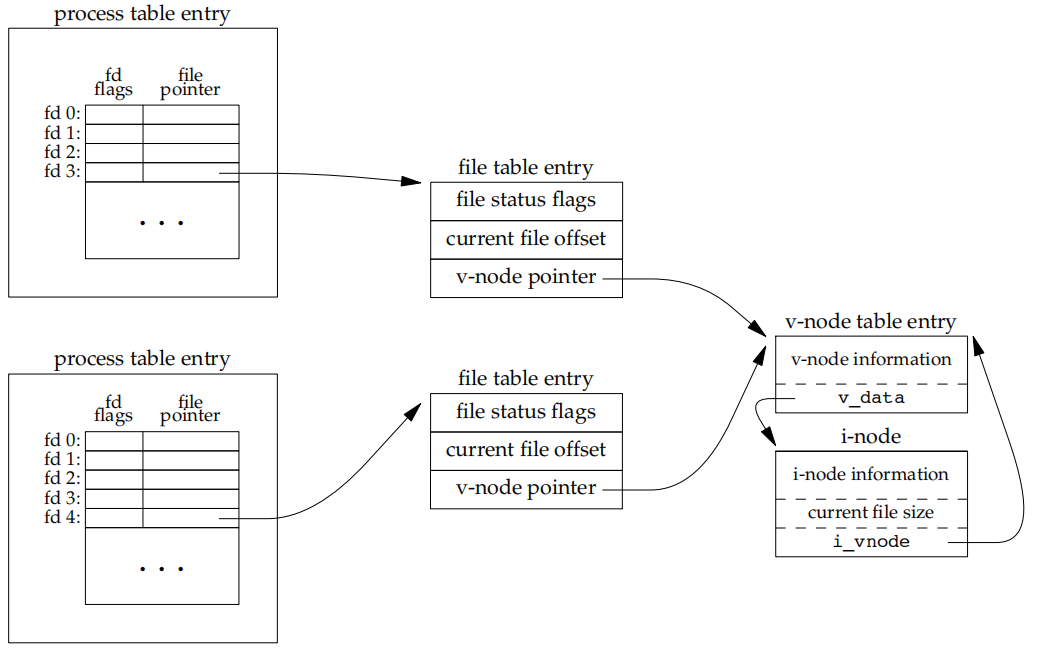 process table entry
fd
flags
file
pointer
fd 0:
fd 1:
fd 2:
fd 3:
. . .
file table entry
file status flags
current file offset
v-node pointer
process table entry
fd
flags
file
pointer
fd 0:
fd 1:
fd 2:
fd 3:
fd 4:
. . .
file table entry
file status flags
current file offset
v-node pointer
v-node table entry
v-node information
v_data
i-node
i-node information
current file size
i_vnode